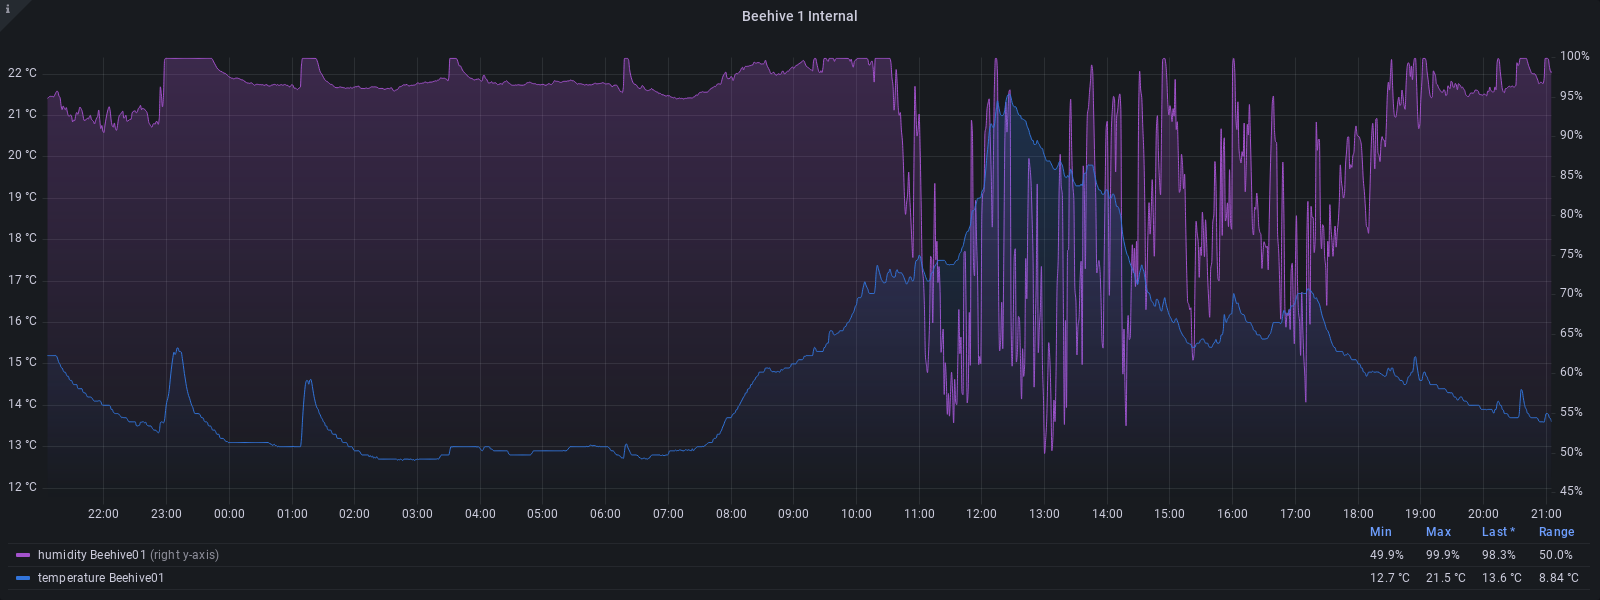 i
Beehive 1 Internal
22 °C
21 °C
20 °C
19 °C
18 °C
17 °C
16 °C
15 °C
14 °C
13 °C
12 °C
100%
95%
90%
85%
80%
75%
70%
65%
60%
55%
50%
45%
22:00 23:00 00:00 01:00 02:00 03:00 04:00 05:00 06:00 07:00 08:00 09:00 10:00 11:00 12:00 13:00 14:00 15:00 16:00 17:00 18:00 19:00 20:00 21:00
Min Max Last * Range
humidity Beehive01 (right y-axis) 49.9% 99.9% 98.3% 50.0%
temperature Beehive01 12.7 °C 21.5 °C 13.6 °C 8.84 °C